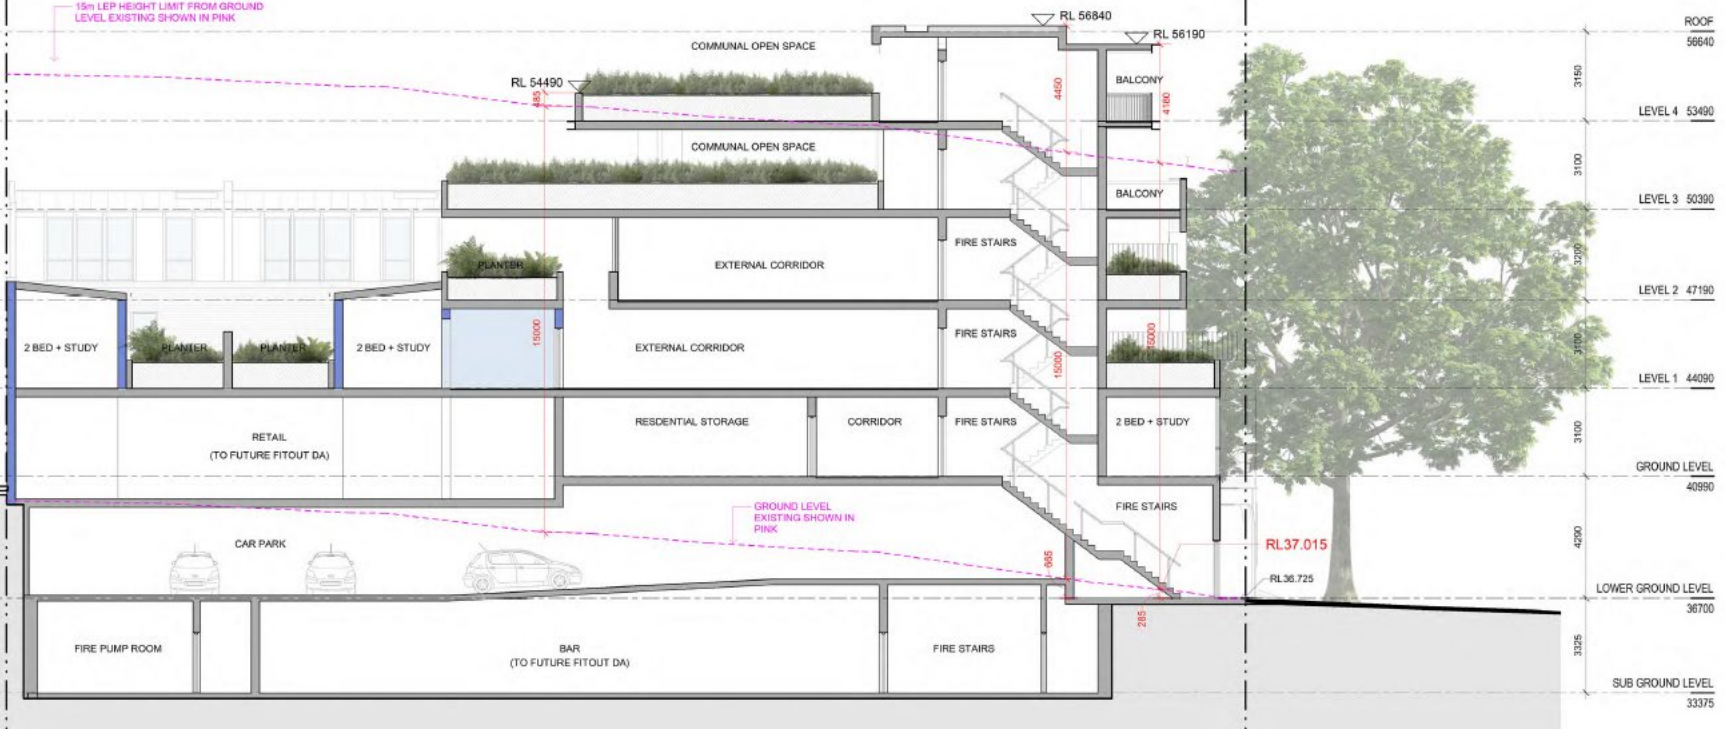 15m LEP HEIGHT LIMIT FROM GROUND
LEVEL EXISTING SHOWN IN PINK
RL 56840
RL 56190
ROOF
56640
COMMUNAL OPEN SPACE
RL 54490
485
4450
BALCONY
4180
3150
LEVEL 4 53490
COMMUNAL OPEN SPACE
BALCONY
3100
LEVEL 3 50390
PLANTER
EXTERNAL CORRIDOR
FIRE STAIRS
3200
LEVEL 2 47190
2 BED + STUDY
PLANTER
PLANTER
2 BED + STUDY
15000
EXTERNAL CORRIDOR
FIRE STAIRS
15000
15000
3100
LEVEL 1 44090
RETAIL
(TO FUTURE FITOUT DA)
RESDENTIAL STORAGE
CORRIDOR
FIRE STAIRS
2 BED + STUDY
3100
GROUND LEVEL
40990
GROUND LEVEL
EXISTING SHOWN IN
PINK
FIRE STAIRS
CAR PARK
665
RL37.015
RL36.725
4290
LOWER GROUND LEVEL
36700
285
FIRE PUMP ROOM
BAR
(TO FUTURE FITOUT DA)
FIRE STAIRS
3325
SUB GROUND LEVEL
33375